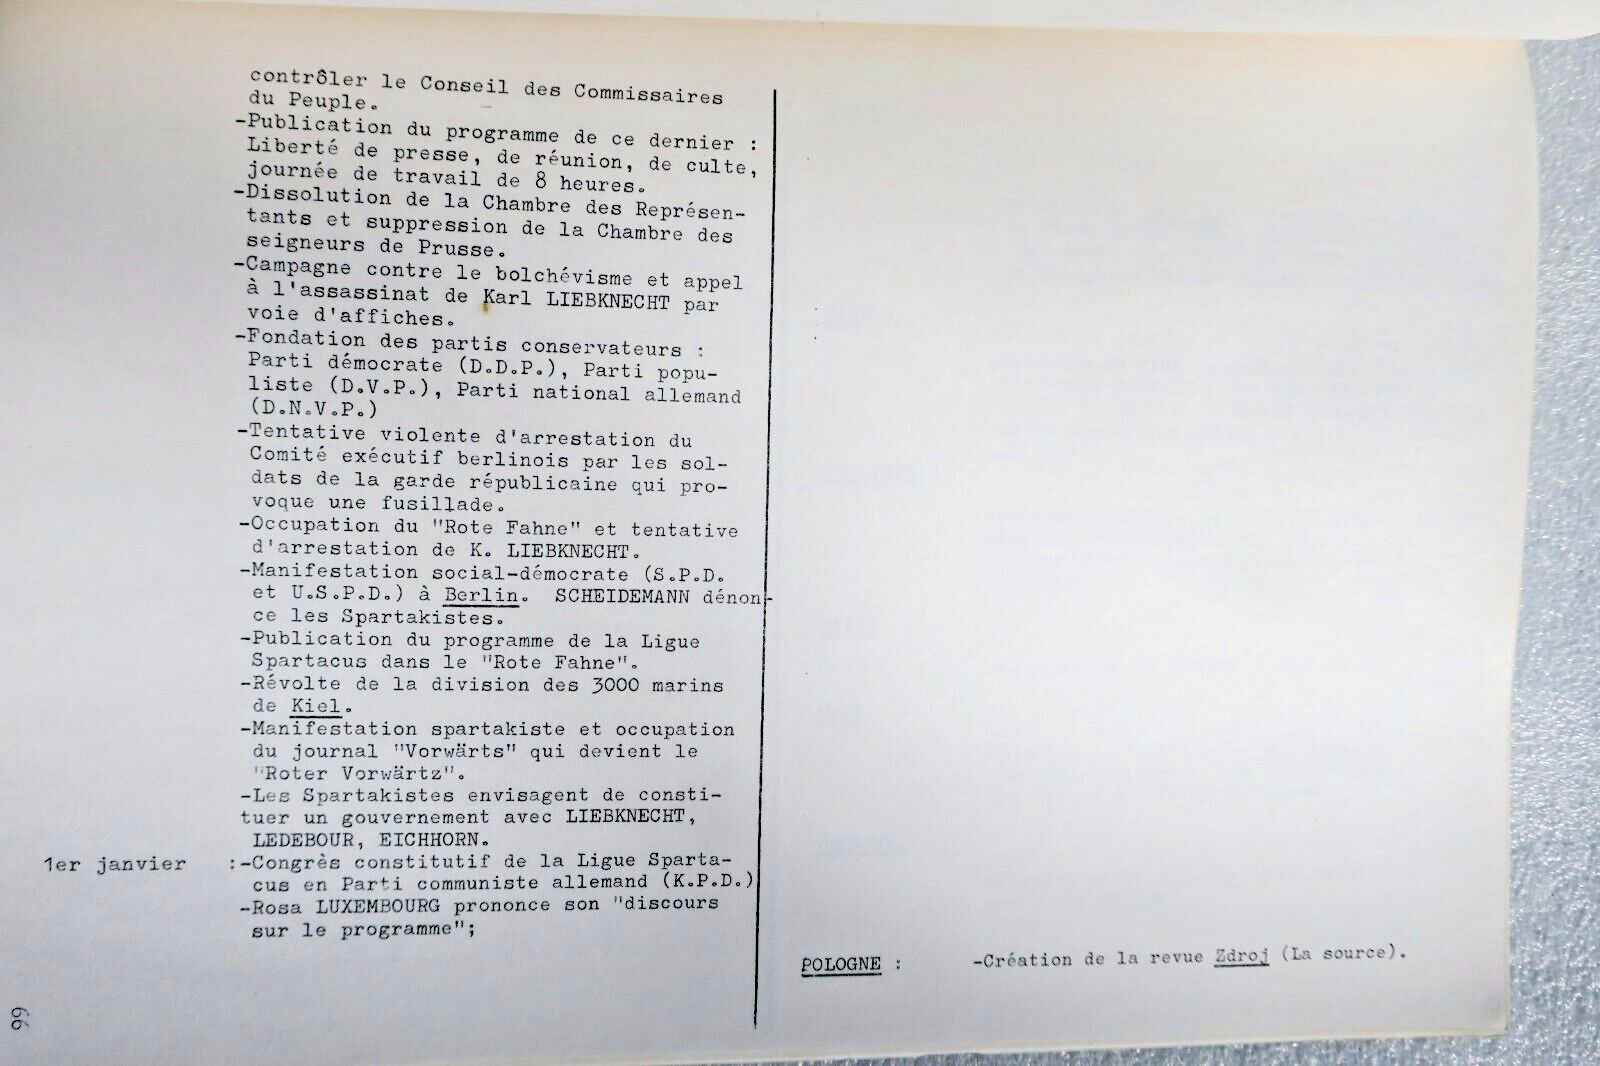 contrôler le Conseil des Commissaires
du Peuple.
-Publication du programme de ce dernier :
Liberté de presse, de réunion, de culte,
journée de travail de 8 heures.
-Dissolution de la Chambre des Représen-
tants et suppression de la Chambre des
seigneurs de Prusse.
-Campagne contre le bolchévisme et appel
à l'assassinat de Karl LIEBKNECHT par
voie d'affiches.
-Fondation des partis conservateurs :
Parti démocrate (D.D.P.), Parti popu-
liste (D.V.P.), Parti national allemand
(D.N.V.P.)
-Tentative violente d'arrestation du
Comité exécutif berlinois par les sol-
dats de la garde républicaine qui pro-
voque une fusillade.
-Occupation du "Rote Fahne" et tentative
d'arrestation de K. LIEBKNECHT.
-Manifestation social-démocrate (S.P.D.
et U.S.P.D.) à Berlin. SCHEIDEMANN dénon-
ce les Spartakistes.
-Publication du programme de la Ligue
Spartacus dans le "Rote Fahne".
-Révolte de la division des 3000 marins
de Kiel.
-Manifestation spartakiste et occupation
du journal "Vorwärts" qui devient le
"Roter Vorwärtz".
-Les Spartakistes envisagent de consti-
tuer un gouvernement avec LIEBKNECHT,
LEDEBOUR, EICHHORN.
1er janvier :-Congrès constitutif de la Ligue Sparta-
cus en Parti communiste allemand (K.P.D.)
-Rosa LUXEMBOURG prononce son "discours
sur le programme";
POLOGNE : -Création de la revue Zdroj (La source).
66